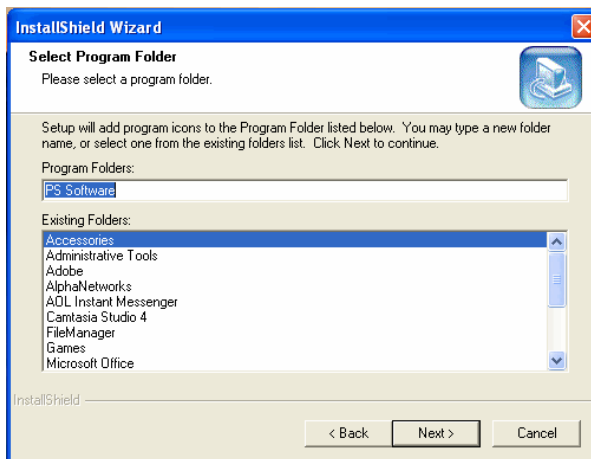 InstallShield Wizard
Select Program Folder
Please select a program folder.
Setup will add program icons to the Program Folder listed below. You may type a new folder
name, or select one from the existing folders list. Click Next to continue.
Program Folders:
PS Software
Existing Folders:
Accessories
Administrative Tools
Adobe
AlphaNetworks
AOL Instant Messenger
Camtasia Studio 4
FileManager
Games
Microsoft Office
InstallShield
< Back Next > Cancel